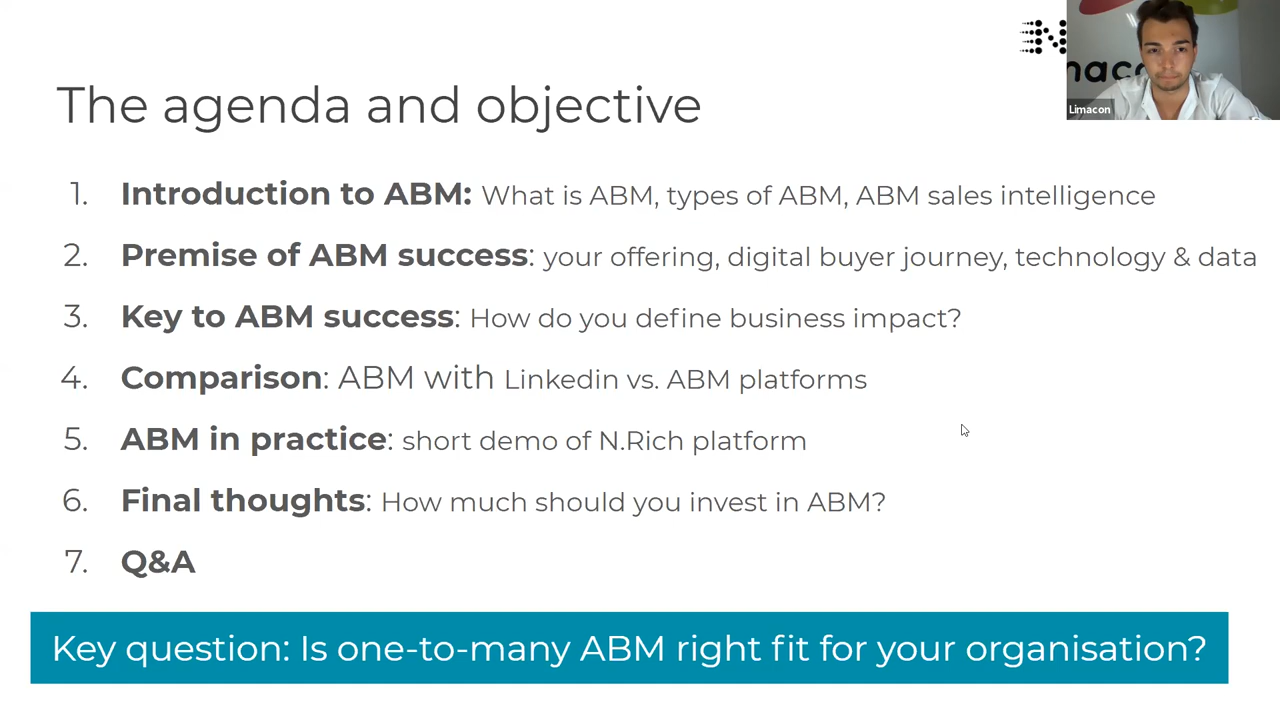 The agenda and objective
Limacon
1. Introduction to ABM: What is ABM, types of ABM, ABM sales intelligence
2. Premise of ABM success: your offering, digital buyer journey, technology & data
3. Key to ABM success: How do you define business impact?
4. Comparison: ABM with Linkedin vs. ABM platforms
5. ABM in practice: short demo of N.Rich platform
6. Final thoughts: How much should you invest in ABM?
7. Q&A
Key question: Is one-to-many ABM right fit for your organisation?